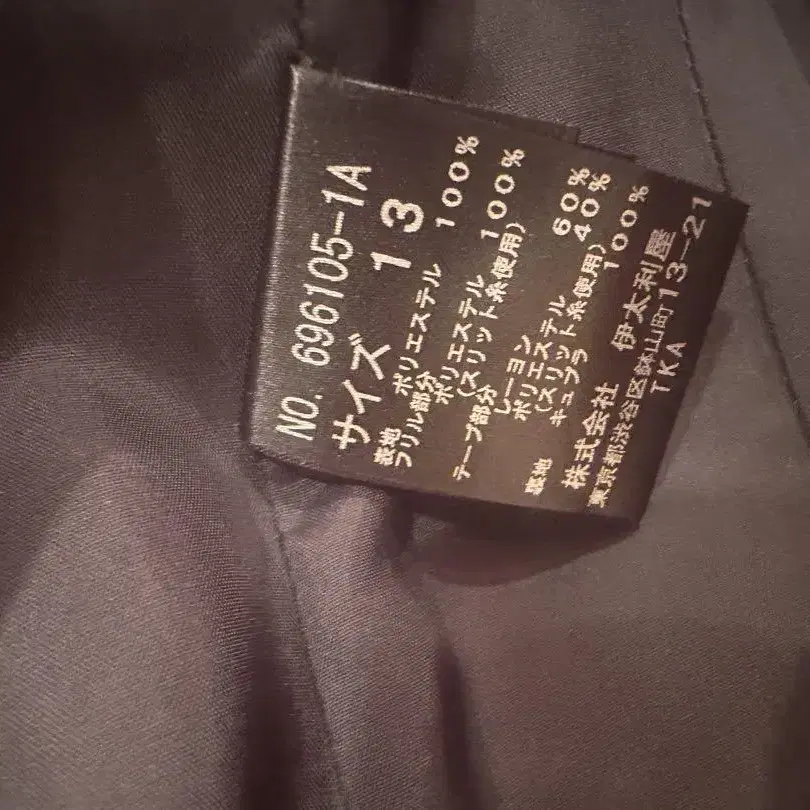 NO. 696105-1A
サイズ 13
表地
フリル部分 ポリエステル 100%
ポリエステル 100%
(スリット糸使用)
テープ部分
レーヨン 60%
ポリエステル 40%
(スリット糸使用)
裏地 キュプラ 100%
株式会社 伊太利屋
東京都渋谷区鉢山町13-21
TKA